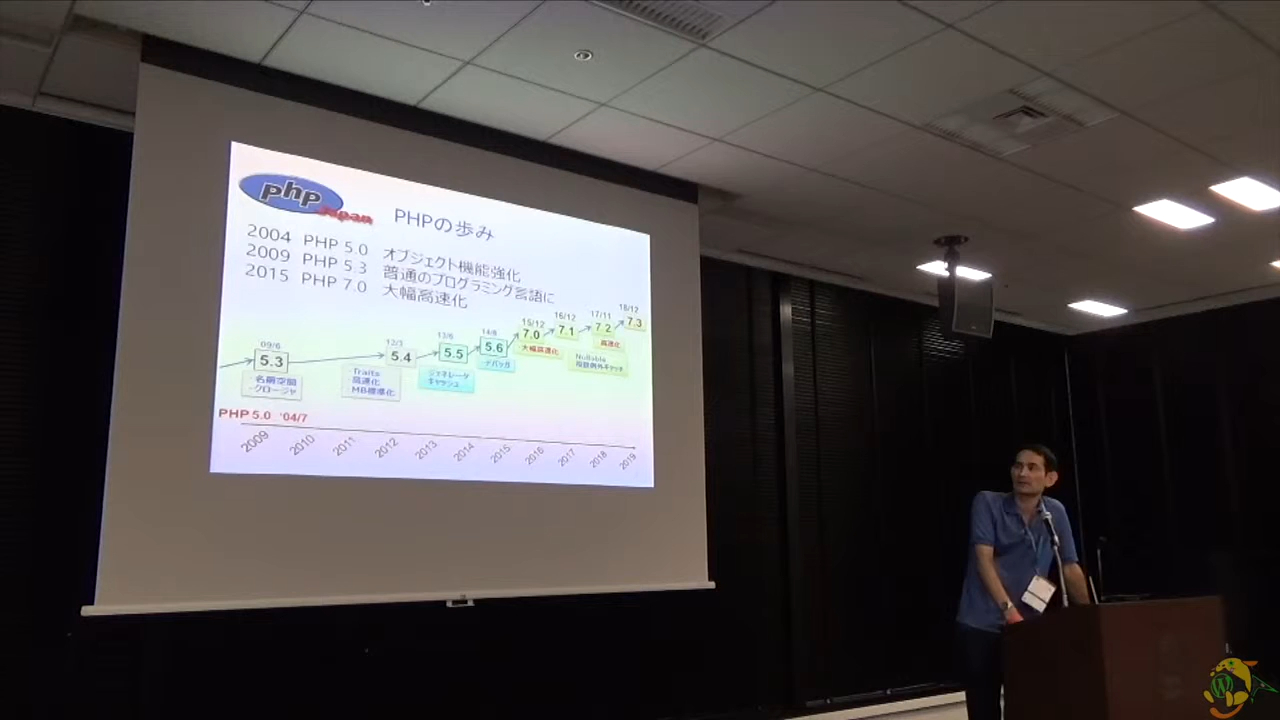 php
Japan
PHPの歩み
2004 PHP 5.0 オブジェクト機能強化
2009 PHP 5.3 普通のプログラミング言語に
2015 PHP 7.0 大幅高速化
09/6
5.3
-名前空間
-クロージャ
12/3
5.4
Traits
高速化
MB標準化
13/6
5.5
ジェネレータ
キャッシュ
14/8
5.6
デバッガ
15/12
7.0
大幅高速化
16/12
7.1
Nullable
複数例外キャッチ
17/11
7.2
高速化
18/12
7.3
PHP 5.0 '04/7
2009 2010 2011 2012 2013 2014 2015 2016 2017 2018 2019
W